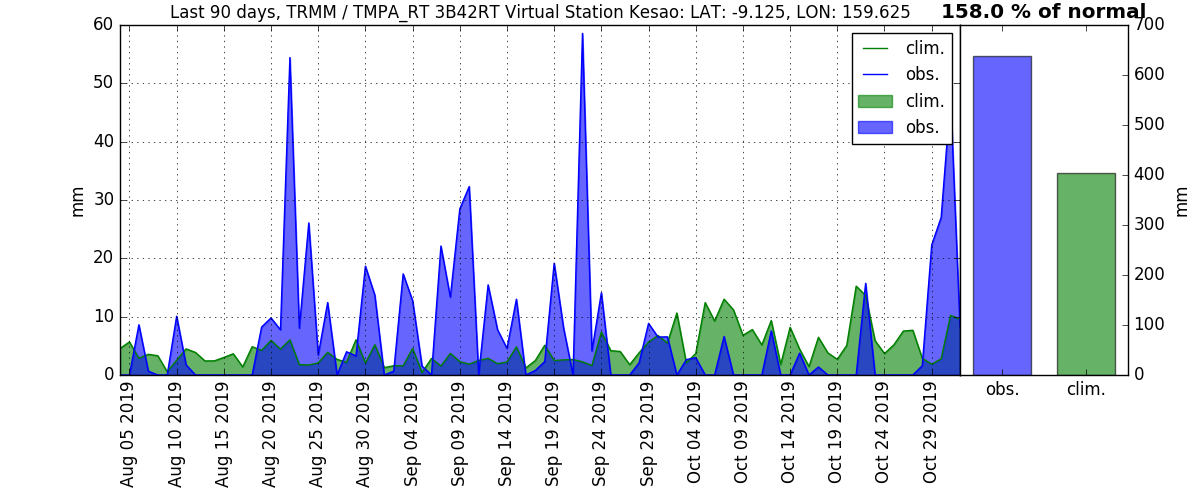 Last 90 days, TRMM / TMPA_RT 3B42RT Virtual Station Kesao: LAT: -9.125, LON: 159.625
158.0 % of normal
60
50
40
30
20
10
0
mm
clim.
obs.
clim.
obs.
700
600
500
400
300
200
100
0
mm
obs.
clim.
Aug 05 2019
Aug 10 2019
Aug 15 2019
Aug 20 2019
Aug 25 2019
Aug 30 2019
Sep 04 2019
Sep 09 2019
Sep 14 2019
Sep 19 2019
Sep 24 2019
Sep 29 2019
Oct 04 2019
Oct 09 2019
Oct 14 2019
Oct 19 2019
Oct 24 2019
Oct 29 2019